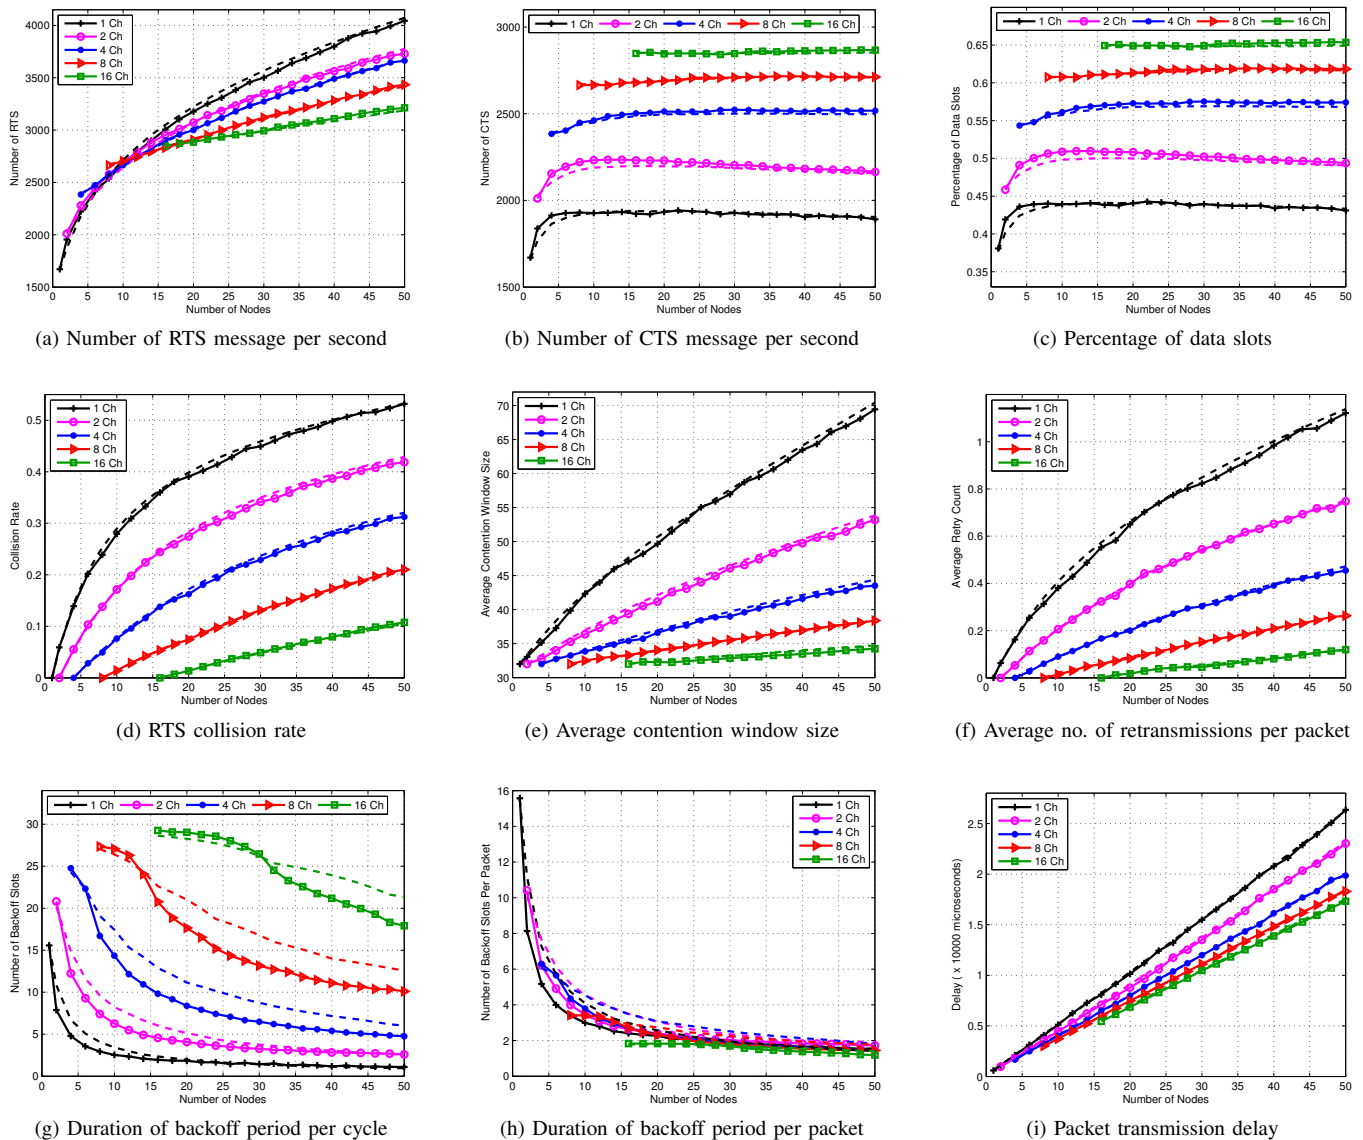 1 Ch
2 Ch
4 Ch
8 Ch
16 Ch
4000
3500
3000
2500
2000
1500
Number of RTS
0 5 10 15 20 25 30 35 40 45 50
Number of Nodes
(a) Number of RTS message per second
1 Ch 2 Ch 4 Ch 8 Ch 16 Ch
3000
2500
2000
1500
Number of CTS
0 5 10 15 20 25 30 35 40 45 50
Number of Nodes
(b) Number of CTS message per second
1 Ch 2 Ch 4 Ch 8 Ch 16 Ch
0.65
0.6
0.55
0.5
0.45
0.4
0.35
Percentage of Data Slots
0 5 10 15 20 25 30 35 40 45 50
Number of Nodes
(c) Percentage of data slots
1 Ch
2 Ch
4 Ch
8 Ch
16 Ch
0.5
0.4
0.3
0.2
0.1
0
Collision Rate
0 5 10 15 20 25 30 35 40 45 50
Number of Nodes
(d) RTS collision rate
1 Ch
2 Ch
4 Ch
8 Ch
16 Ch
70
65
60
55
50
45
40
35
30
Average Contention Window Size
0 5 10 15 20 25 30 35 40 45 50
Number of Nodes
(e) Average contention window size
1 Ch
2 Ch
4 Ch
8 Ch
16 Ch
1
0.8
0.6
0.4
0.2
0
Average Retry Count
0 5 10 15 20 25 30 35 40 45 50
Number of Nodes
(f) Average no. of retransmissions per packet
1 Ch 2 Ch 4 Ch 8 Ch 16 Ch
30
25
20
15
10
5
0
Number of Backoff Slots
0 5 10 15 20 25 30 35 40 45 50
Number of Nodes
(g) Duration of backoff period per cycle
1 Ch
2 Ch
4 Ch
8 Ch
16 Ch
16
14
12
10
8
6
4
2
0
Number of Backoff Slots Per Packet
0 5 10 15 20 25 30 35 40 45 50
Number of Nodes
(h) Duration of backoff period per packet
1 Ch
2 Ch
4 Ch
8 Ch
16 Ch
2.5
2
1.5
1
0.5
0
Delay ( x 10000 microseconds)
0 5 10 15 20 25 30 35 40 45 50
Number of Nodes
(i) Packet transmission delay